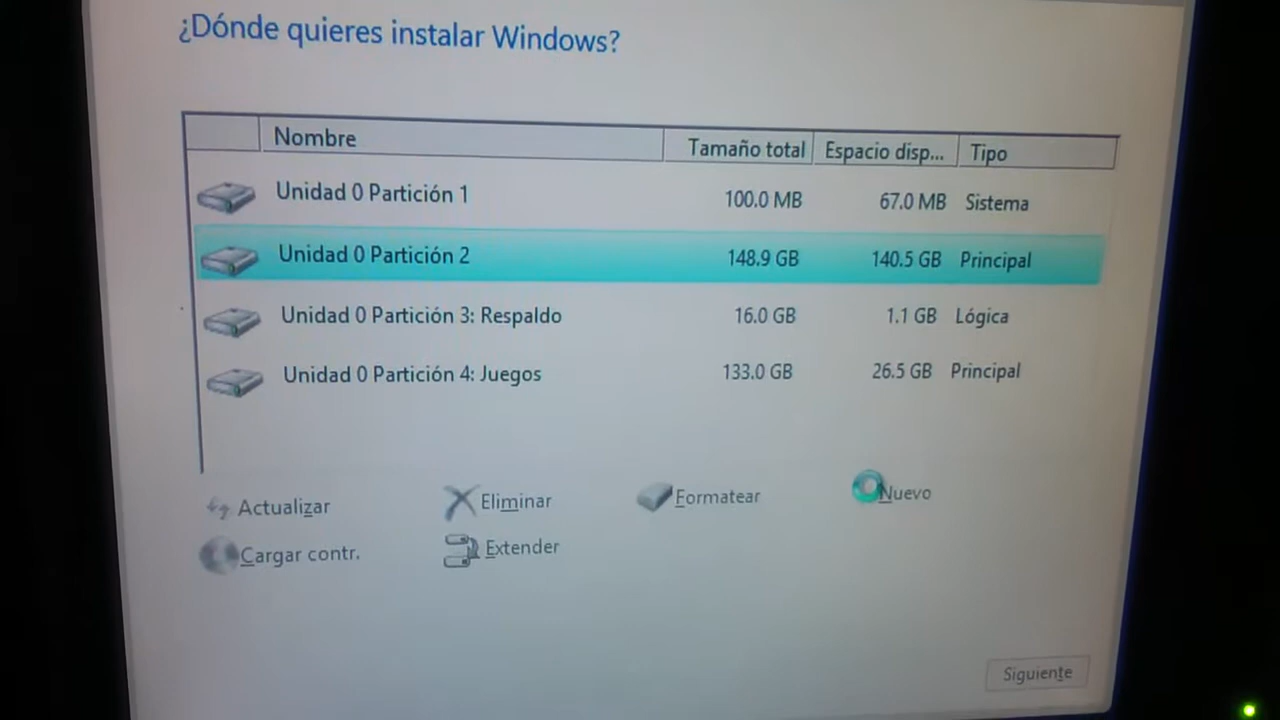 ¿Dónde quieres instalar Windows?
Nombre Tamaño total Espacio disp... Tipo
Unidad 0 Partición 1 100.0 MB 67.0 MB Sistema
Unidad 0 Partición 2 148.9 GB 140.5 GB Principal
Unidad 0 Partición 3: Respaldo 16.0 GB 1.1 GB Lógica
Unidad 0 Partición 4: Juegos 133.0 GB 26.5 GB Principal
Actualizar Eliminar Formatear Nuevo
Cargar contr. Extender
Siguiente